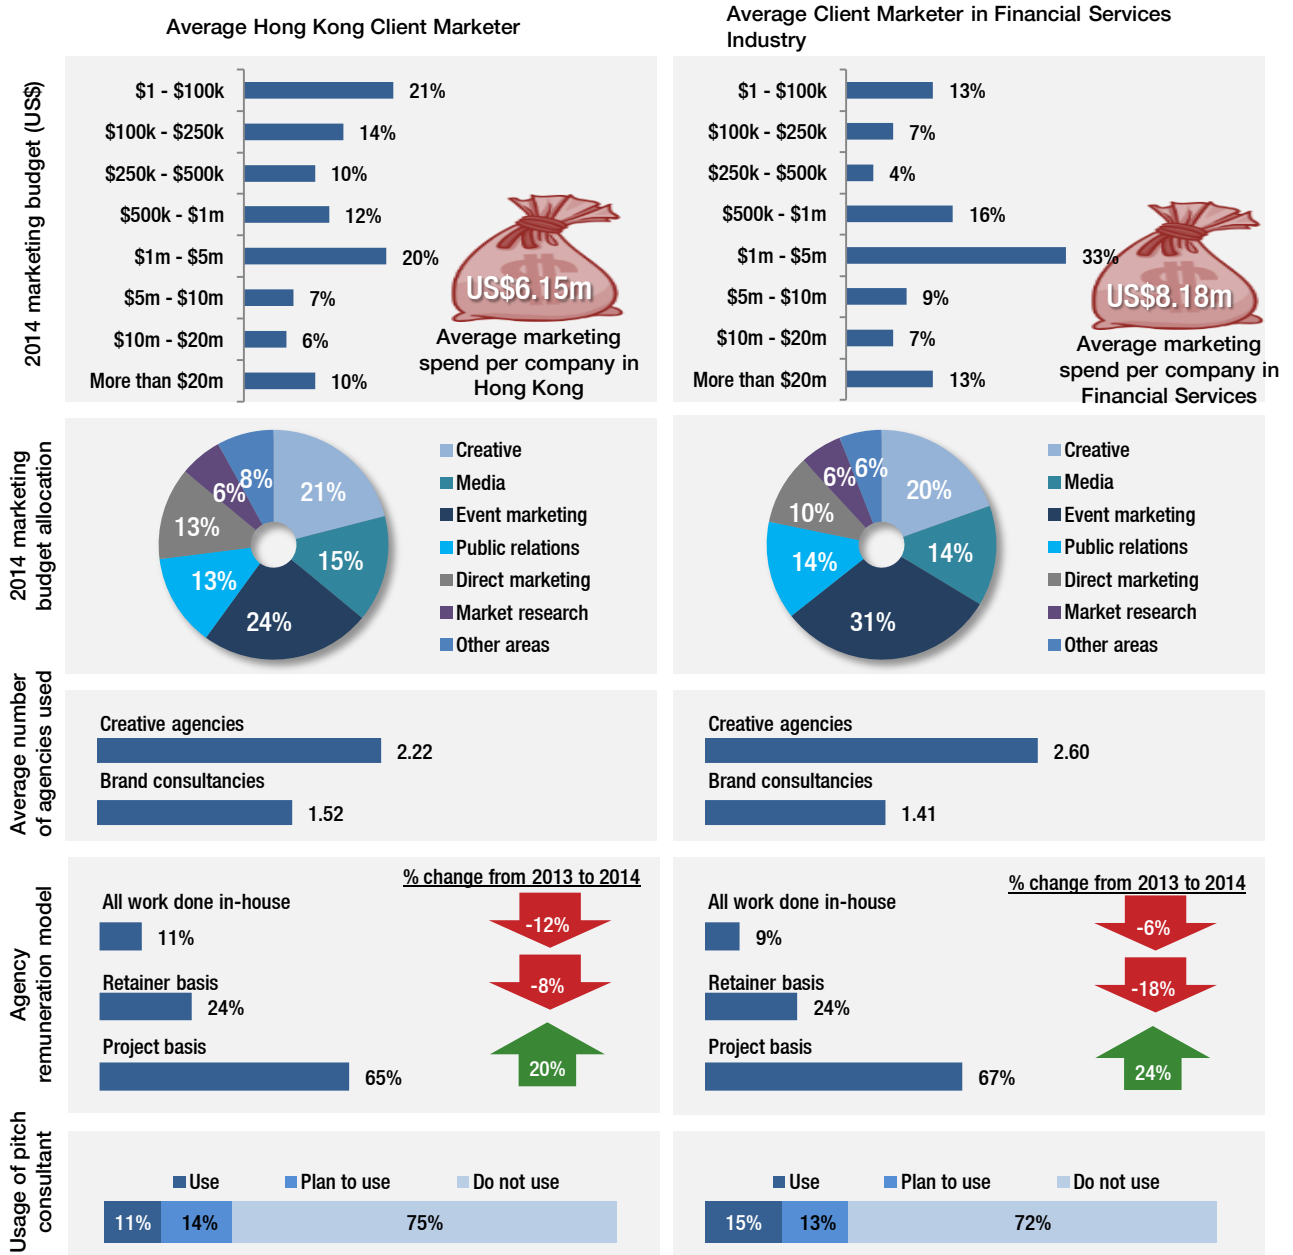 Average Hong Kong Client Marketer
Average Client Marketer in Financial Services
Industry
2014 marketing budget (US$)
$1 - $100k
21%
$100k - $250k
14%
$250k - $500k
10%
$500k - $1m
12%
$1m - $5m
20%
$5m - $10m
7%
$10m - $20m
6%
More than $20m
10%
US$6.15m
Average marketing
spend per company in
Hong Kong
$1 - $100k
13%
$100k - $250k
7%
$250k - $500k
4%
$500k - $1m
16%
$1m - $5m
33%
$5m - $10m
9%
$10m - $20m
7%
More than $20m
13%
US$8.18m
Average marketing
spend per company in
Financial Services
2014 marketing
budget allocation
21%
15%
24%
13%
13%
6%
8%
Creative
Media
Event marketing
Public relations
Direct marketing
Market research
Other areas
20%
14%
31%
14%
10%
6%
6%
Creative
Media
Event marketing
Public relations
Direct marketing
Market research
Other areas
Average number
of agencies used
Creative agencies
2.22
Brand consultancies
1.52
Creative agencies
2.60
Brand consultancies
1.41
Agency
remuneration model
% change from 2013 to 2014
All work done in-house
11%
-12%
Retainer basis
24%
-8%
Project basis
65%
20%
% change from 2013 to 2014
All work done in-house
9%
-6%
Retainer basis
24%
-18%
Project basis
67%
24%
Usage of pitch
consultant
Use
Plan to use
Do not use
11%
14%
75%
Use
Plan to use
Do not use
15%
13%
72%